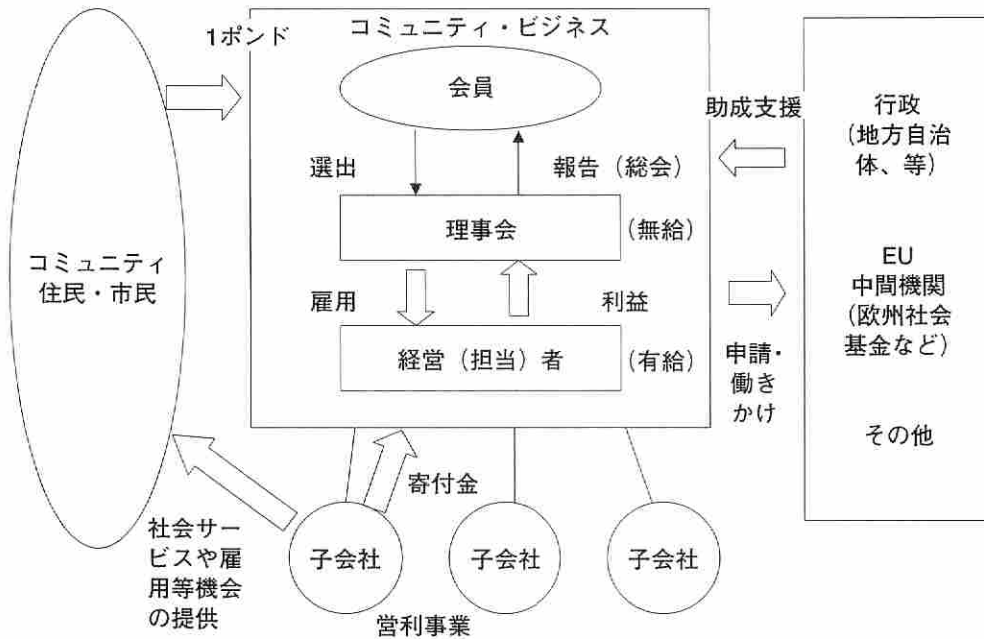 1ポンド
コミュニティ・ビジネス
会員
選出
報告（総会）
理事会
（無給）
雇用
利益
経営（担当）者
（有給）
コミュニティ
住民・市民
助成支援
行政
（地方自治
体、等）
EU
中間機関
（欧州社会
基金など）
その他
申請・
働き
かけ
寄付金
社会サー
ビスや雇
用等機会
の提供
子会社
子会社
子会社
営利事業